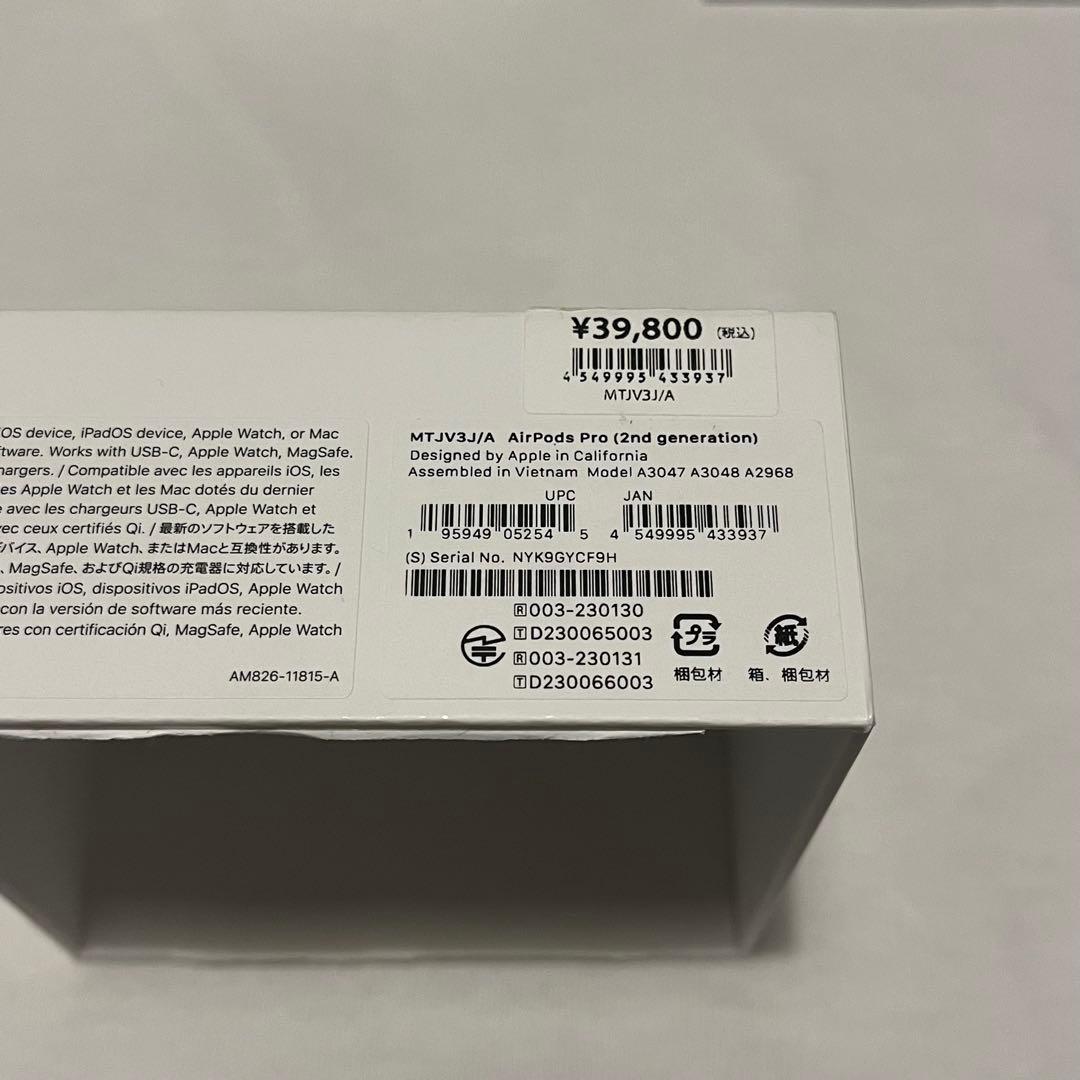 ¥39,800 (税込)
4 549995 433937
MTJV3J/A
OS device, iPadOS device, Apple Watch, or Mac
ftware. Works with USB-C, Apple Watch, MagSafe,
hargers. / Compatible avec les appareils iOS, les
es Apple Watch et les Mac dotés du dernier
e avec les chargeurs USB-C, Apple Watch et
vec ceux certifiés Qi. / 最新のソフトウェアを搭載した
バイス、Apple Watch、またはMacと互換性があります。
、MagSafe、およびQi規格の充電器に対応しています。/
positivos iOS, dispositivos iPadOS, Apple Watch
con la versión de software más reciente.
res con certificación Qi, MagSafe, Apple Watch
AM826-11815-A
MTJV3J/A AirPods Pro (2nd generation)
Designed by Apple in California
Assembled in Vietnam Model A3047 A3048 A2968
UPC JAN
1 95949 05254 5 4 549995 433937
(S) Serial No. NYK9GYCF9H
R 003-230130
T D230065003
R 003-230131
T D230066003
プラ
梱包材
紙
箱、梱包材